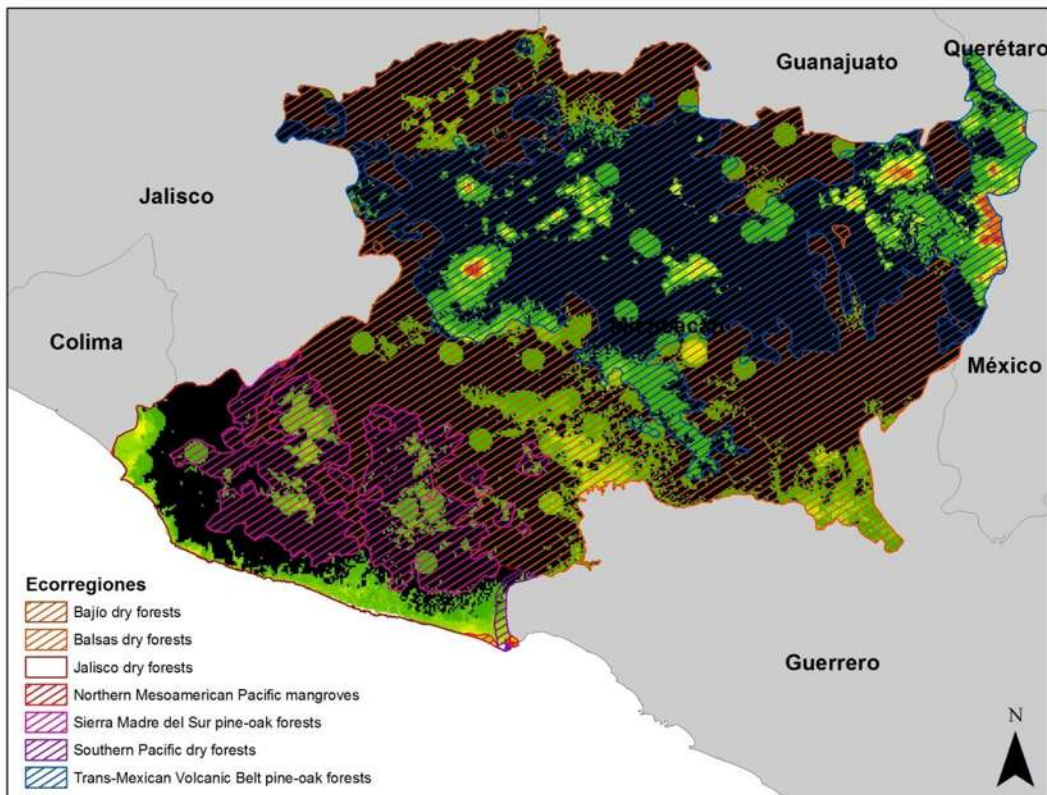 Querétaro
Guanajuato
Jalisco
Michoacán
Colima
México
Guerrero
Ecorregiones
Bajío dry forests
Balsas dry forests
Jalisco dry forests
Northern Mesoamerican Pacific mangroves
Sierra Madre del Sur pine-oak forests
Southern Pacific dry forests
Trans-Mexican Volcanic Belt pine-oak forests
N